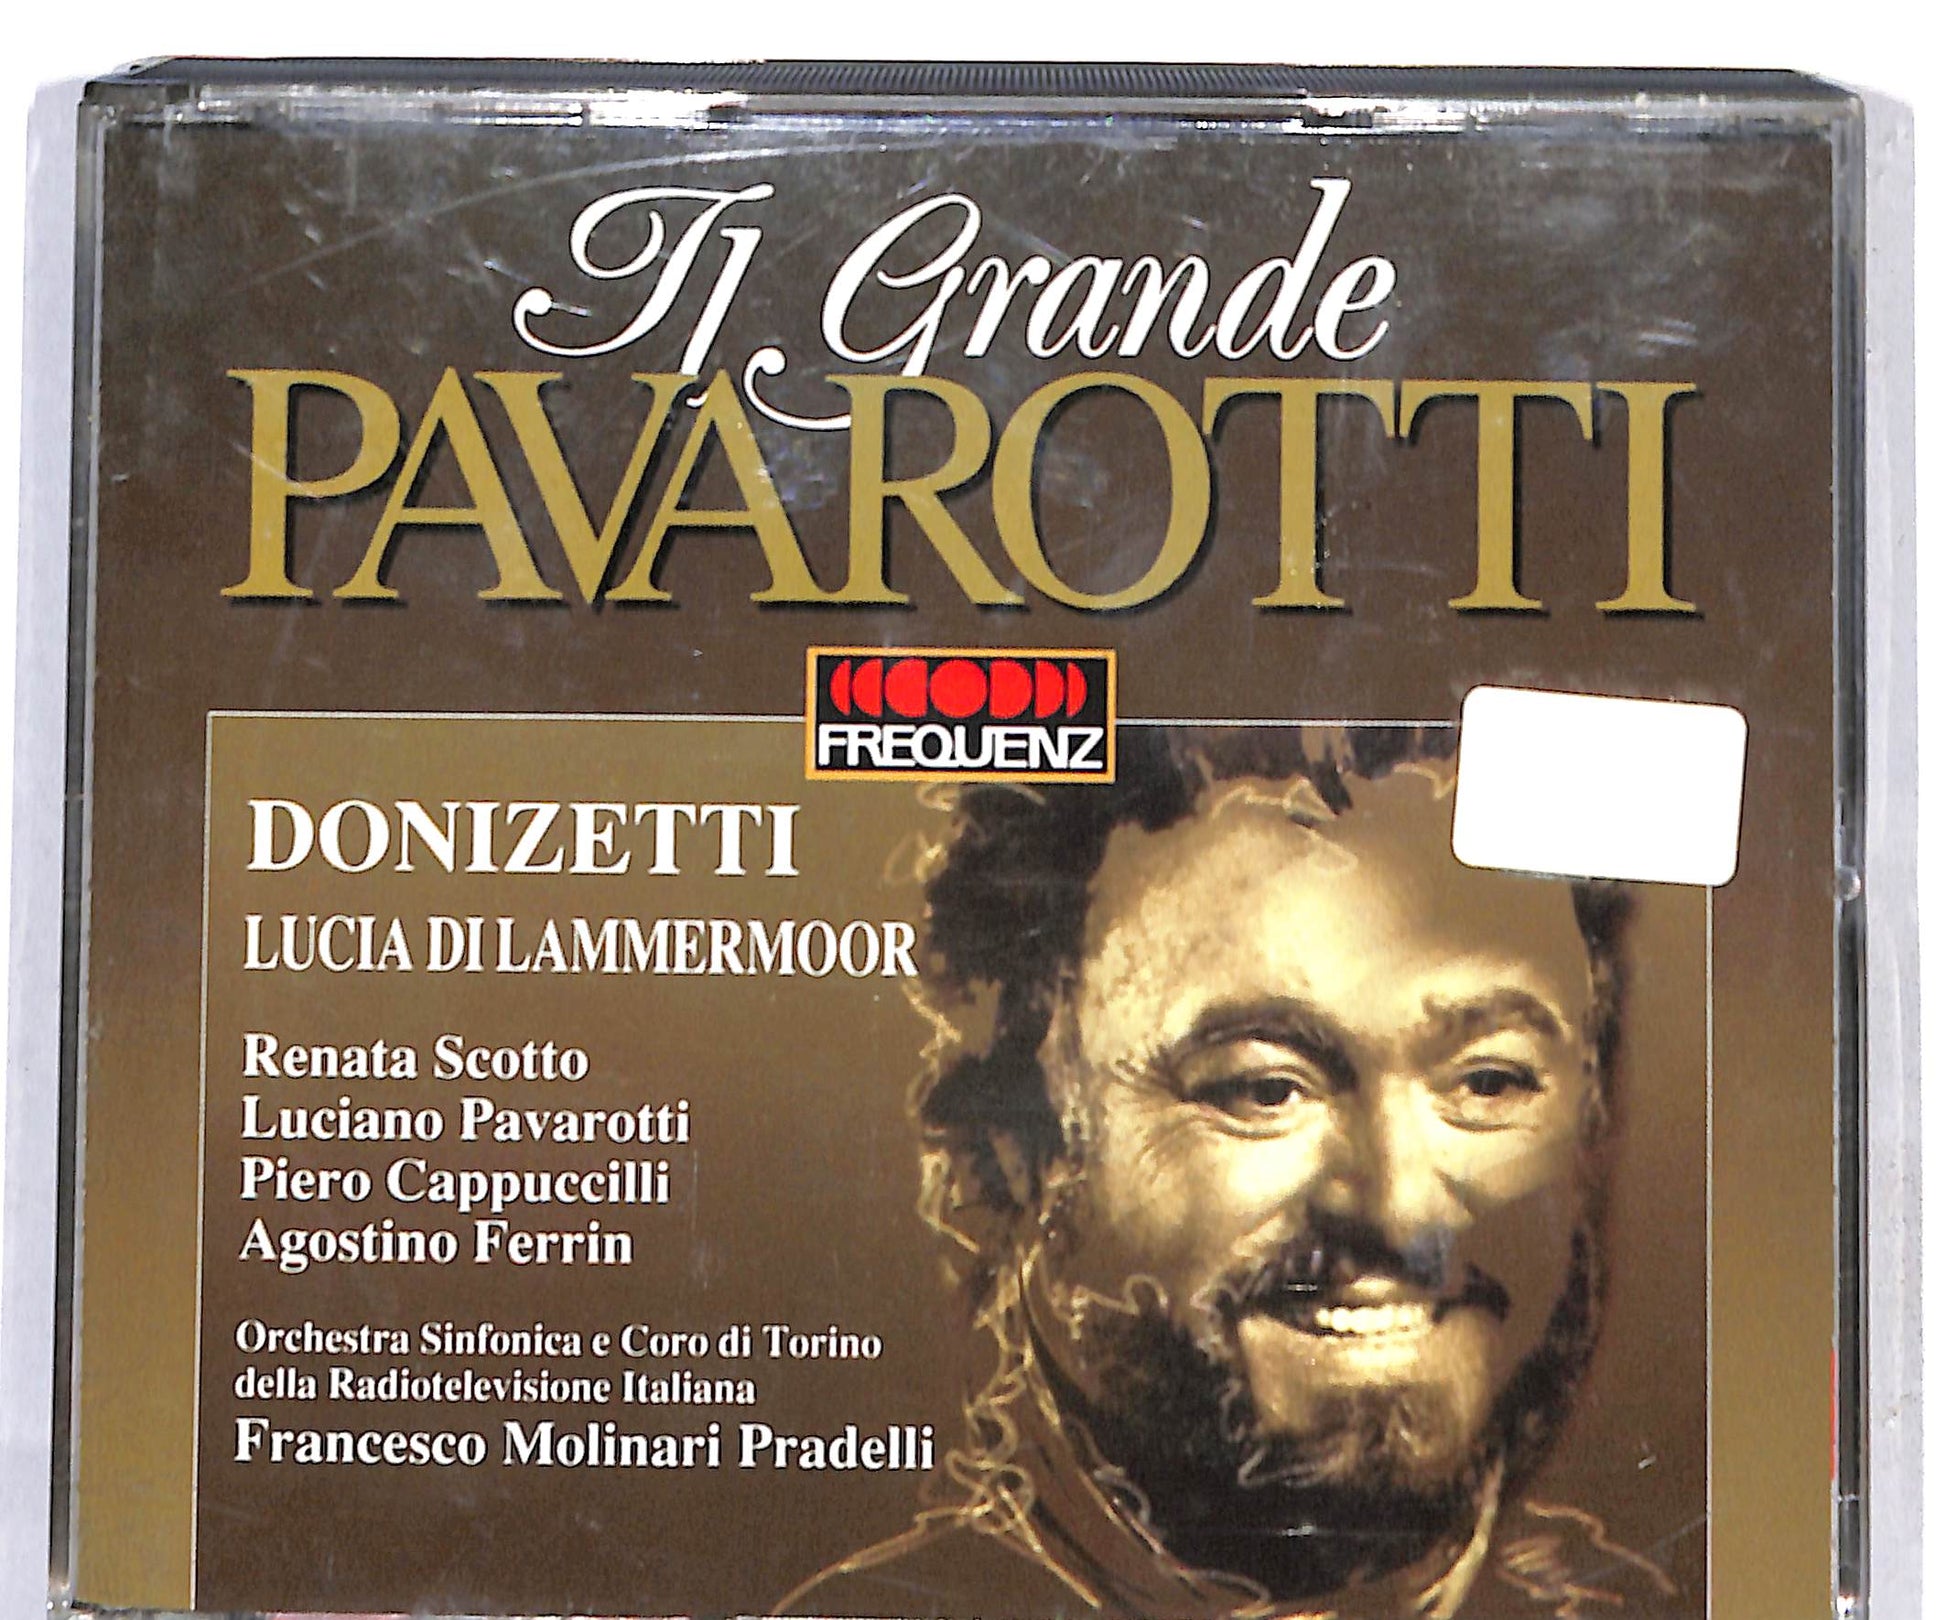 Il Grande
PAVAROTTI
FREQUENZ
DONIZETTI
LUCIA DI LAMMERMOOR
Renata Scotto
Luciano Pavarotti
Piero Cappuccilli
Agostino Ferrin
Orchestra Sinfonica e Coro di Torino
della Radiotelevisione Italiana
Francesco Molinari Pradelli